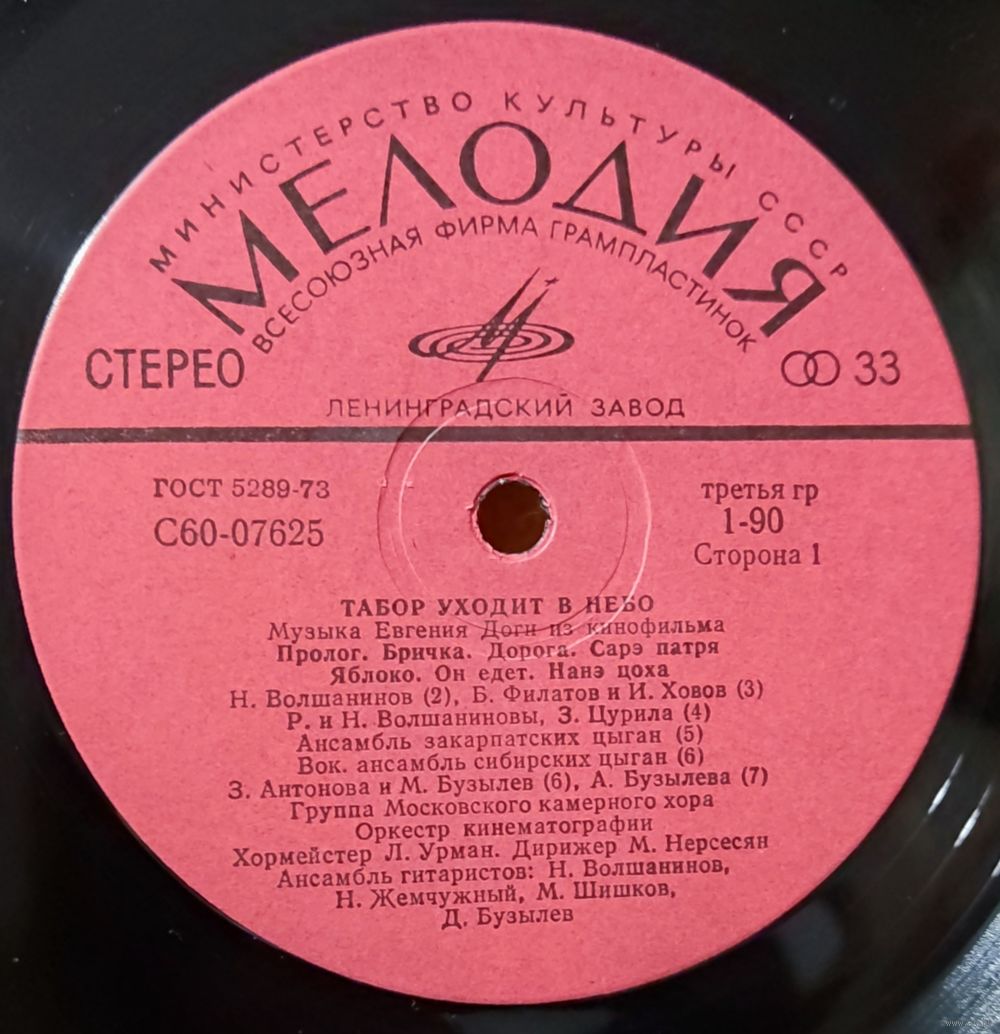 МИНИСТЕРСТВО КУЛЬТУРЫ СССР
МЕЛОДИЯ
ВСЕСОЮЗНАЯ ФИРМА ГРАМПЛАСТИНОК
СТЕРЕО
33
ЛЕНИНГРАДСКИЙ ЗАВОД
ГОСТ 5289-73
С60-07625
третья гр
1-90
Сторона 1
ТАБОР УХОДИТ В НЕБО
Музыка Евгения Доги из кинофильма
Пролог. Бричка. Дорога. Сарэ патря
Яблоко. Он едет. Нанэ цоха
Н. Волшанинов (2), Б. Филатов и И. Ховов (3)
Р. и Н. Волшаниновы, З. Цурила (4)
Ансамбль закарпатских цыган (5)
Вок. ансамбль сибирских цыган (6)
З. Антонова и М. Бузылев (6), А. Бузылева (7)
Группа Московского камерного хора
Оркестр кинематографии
Хормейстер Л. Урман. Дирижер М. Нерсесян
Ансамбль гитаристов: Н. Волшанинов,
Н. Жемчужный, М. Шишков,
Д. Бузылев